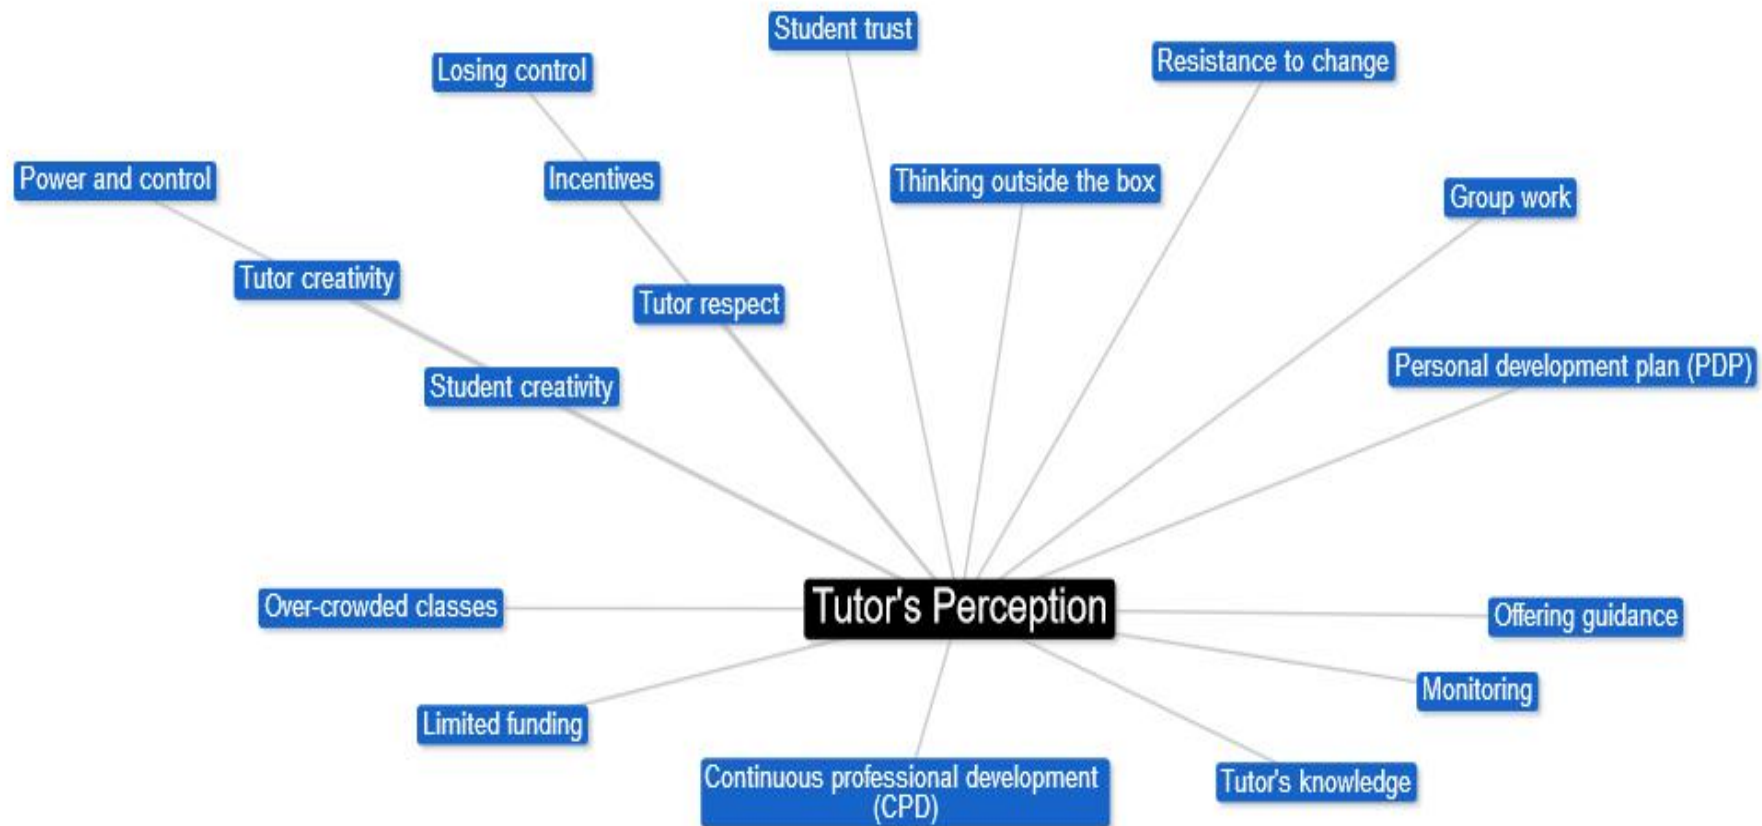 Student trust
Resistance to change
Losing control
Power and control
Incentives
Thinking outside the box
Group work
Tutor creativity
Tutor respect
Personal development plan (PDP)
Student creativity
Over-crowded classes
Tutor's Perception
Offering guidance
Monitoring
Limited funding
Continuous professional development
(CPD)
Tutor's knowledge